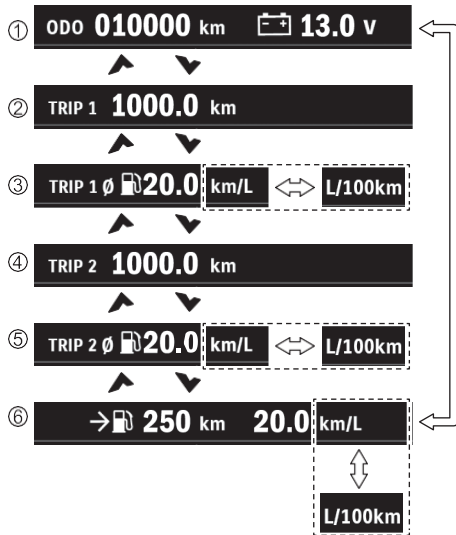 ① ODO 010000 km 13.0 V
② TRIP 1 1000.0 km
③ TRIP 1 Ø 20.0 km/L L/100km
④ TRIP 2 1000.0 km
⑤ TRIP 2 Ø 20.0 km/L L/100km
⑥ 250 km 20.0 km/L
L/100km